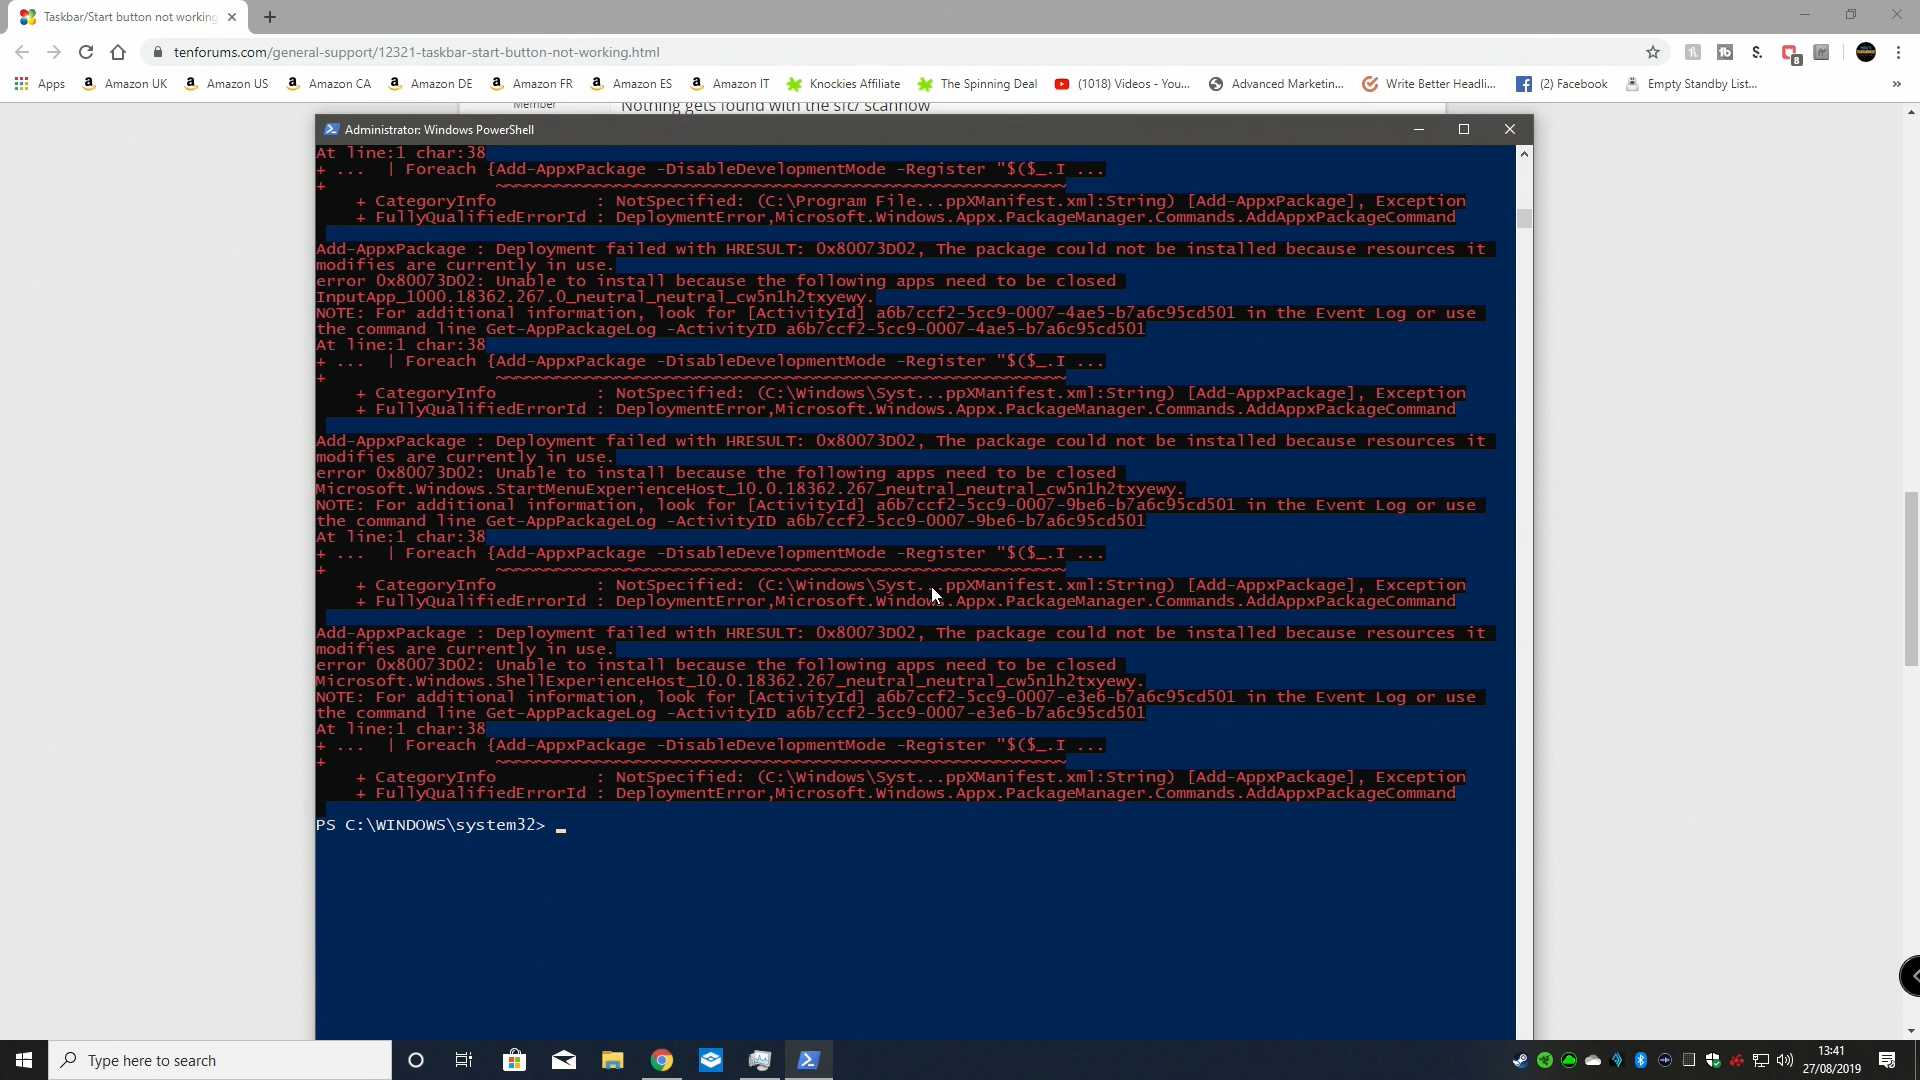 Taskbar/Start button not working
tenforums.com/general-support/12321-taskbar-start-button-not-working.html
8
Apps Amazon UK Amazon US Amazon CA Amazon DE Amazon FR Amazon ES Amazon IT Knockies Affiliate The Spinning Deal (1018) Videos - You... Advanced Marketin... Write Better Headli... (2) Facebook Empty Standby List... »
Member Nothing gets found with the sfc/ scannow
Administrator: Windows PowerShell
At line:1 char:38
+ ... | Foreach {Add-AppxPackage -DisableDevelopmentMode -Register "$($_.I ...
+ ~~~~~~~~~~~~~~~~~~~~~~~~~~~~~~~~~~~~~~~~~~~~~~~~~~~~~~~~~
+ CategoryInfo : NotSpecified: (C:\Program File...ppXManifest.xml:String) [Add-AppxPackage], Exception
+ FullyQualifiedErrorId : DeploymentError,Microsoft.Windows.Appx.PackageManager.Commands.AddAppxPackageCommand
Add-AppxPackage : Deployment failed with HRESULT: 0x80073D02, The package could not be installed because resources it
modifies are currently in use.
error 0x80073D02: Unable to install because the following apps need to be closed
InputApp_1000.18362.267.0_neutral_neutral_cw5n1h2txyewy.
NOTE: For additional information, look for [ActivityId] a6b7ccf2-5cc9-0007-4ae5-b7a6c95cd501 in the Event Log or use
the command line Get-AppPackageLog -ActivityID a6b7ccf2-5cc9-0007-4ae5-b7a6c95cd501
At line:1 char:38
+ ... | Foreach {Add-AppxPackage -DisableDevelopmentMode -Register "$($_.I ...
+ ~~~~~~~~~~~~~~~~~~~~~~~~~~~~~~~~~~~~~~~~~~~~~~~~~~~~~~~~~
+ CategoryInfo : NotSpecified: (C:\Windows\Syst...ppXManifest.xml:String) [Add-AppxPackage], Exception
+ FullyQualifiedErrorId : DeploymentError,Microsoft.Windows.Appx.PackageManager.Commands.AddAppxPackageCommand
Add-AppxPackage : Deployment failed with HRESULT: 0x80073D02, The package could not be installed because resources it
modifies are currently in use.
error 0x80073D02: Unable to install because the following apps need to be closed
Microsoft.Windows.StartMenuExperienceHost_10.0.18362.267_neutral_neutral_cw5n1h2txyewy.
NOTE: For additional information, look for [ActivityId] a6b7ccf2-5cc9-0007-9be6-b7a6c95cd501 in the Event Log or use
the command line Get-AppPackageLog -ActivityID a6b7ccf2-5cc9-0007-9be6-b7a6c95cd501
At line:1 char:38
+ ... | Foreach {Add-AppxPackage -DisableDevelopmentMode -Register "$($_.I ...
+ ~~~~~~~~~~~~~~~~~~~~~~~~~~~~~~~~~~~~~~~~~~~~~~~~~~~~~~~~~
+ CategoryInfo : NotSpecified: (C:\Windows\Syst...ppXManifest.xml:String) [Add-AppxPackage], Exception
+ FullyQualifiedErrorId : DeploymentError,Microsoft.Windows.Appx.PackageManager.Commands.AddAppxPackageCommand
Add-AppxPackage : Deployment failed with HRESULT: 0x80073D02, The package could not be installed because resources it
modifies are currently in use.
error 0x80073D02: Unable to install because the following apps need to be closed
Microsoft.Windows.ShellExperienceHost_10.0.18362.267_neutral_neutral_cw5n1h2txyewy.
NOTE: For additional information, look for [ActivityId] a6b7ccf2-5cc9-0007-e3e6-b7a6c95cd501 in the Event Log or use
the command line Get-AppPackageLog -ActivityID a6b7ccf2-5cc9-0007-e3e6-b7a6c95cd501
At line:1 char:38
+ ... | Foreach {Add-AppxPackage -DisableDevelopmentMode -Register "$($_.I ...
+ ~~~~~~~~~~~~~~~~~~~~~~~~~~~~~~~~~~~~~~~~~~~~~~~~~~~~~~~~~
+ CategoryInfo : NotSpecified: (C:\Windows\Syst...ppXManifest.xml:String) [Add-AppxPackage], Exception
+ FullyQualifiedErrorId : DeploymentError,Microsoft.Windows.Appx.PackageManager.Commands.AddAppxPackageCommand
PS C:\WINDOWS\system32> _
Type here to search
13:41
27/08/2019